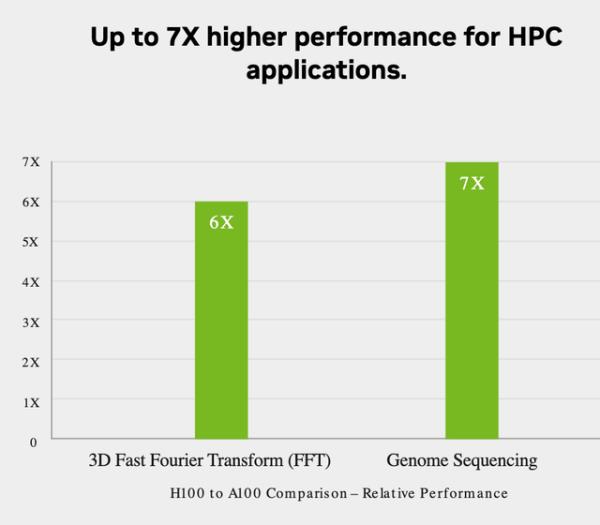 Up to 7X higher performance for HPC
applications.
7X
7X
6X
6X
5X
4X
3X
2X
1X
0
3D Fast Fourier Transform (FFT)
Genome Sequencing
H100 to A100 Comparison – Relative Performance